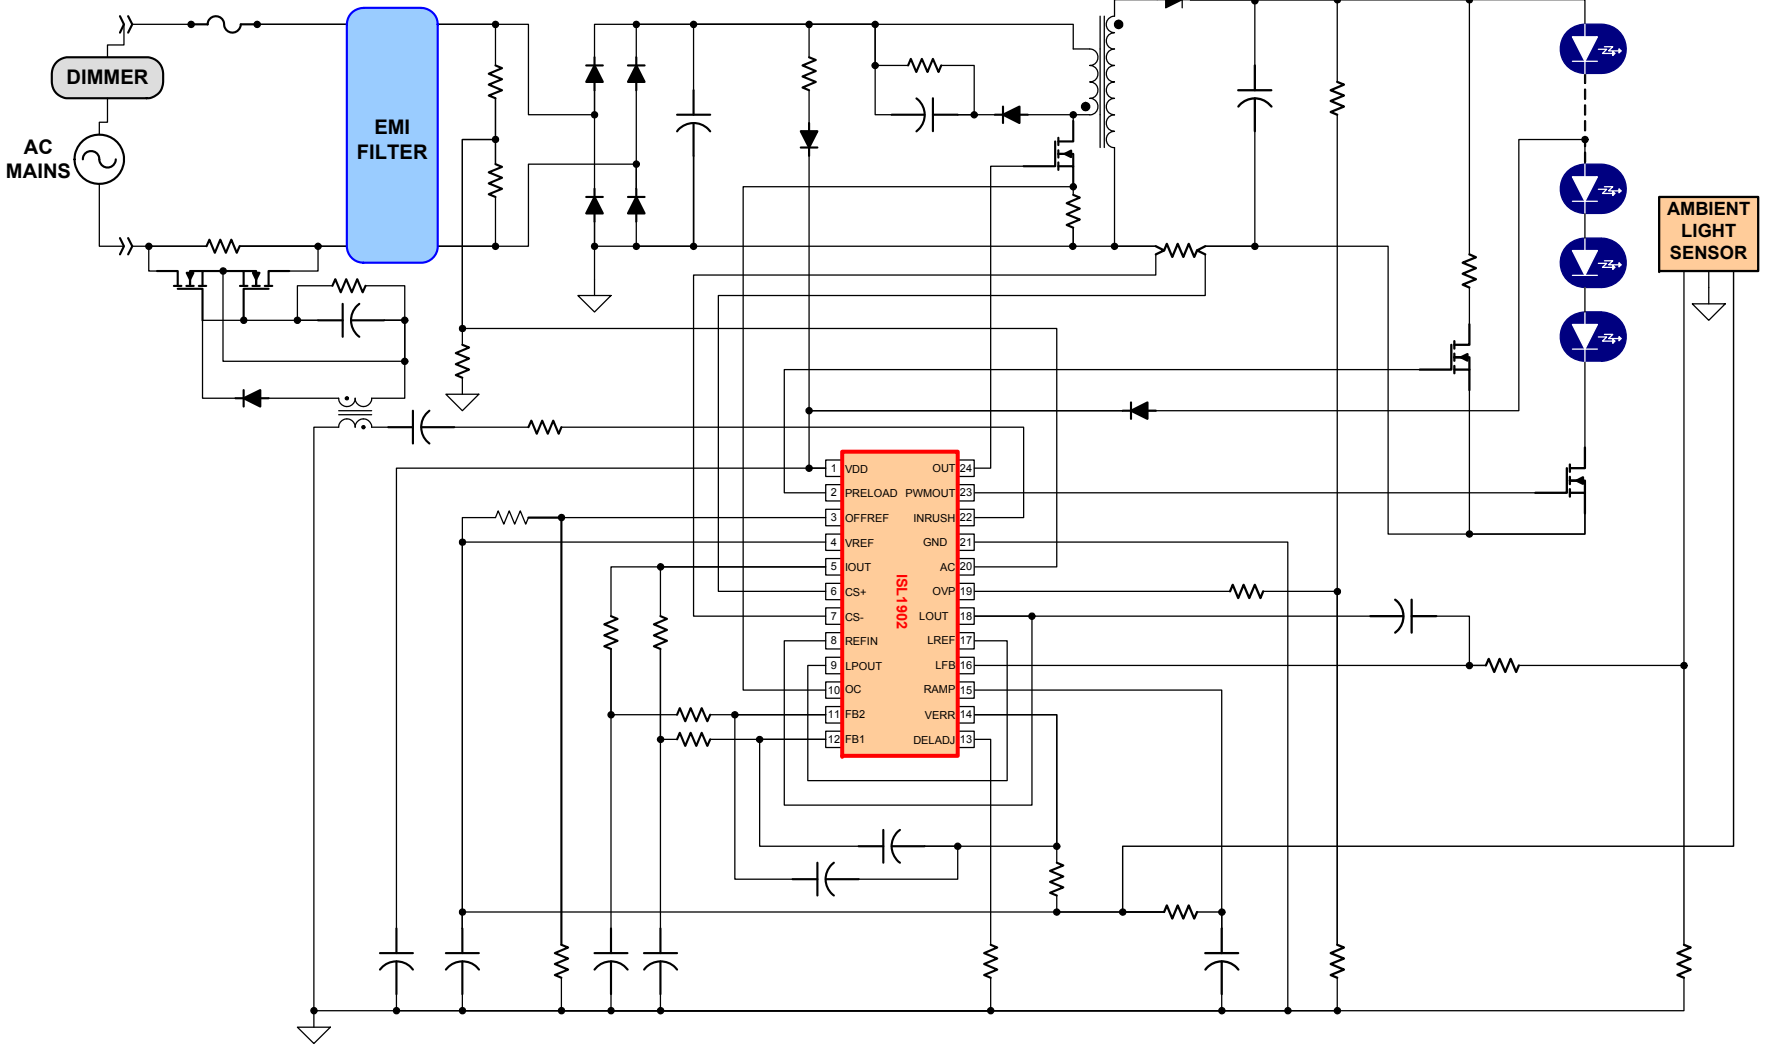 DIMMER
AC
MAINS
EMI
FILTER
AMBIENT
LIGHT
SENSOR
1 VDD
2 PRELOAD
3 OFFREF
4 VREF
5 IOUT
6 CS+
7 CS-
8 REFIN
9 LPOUT
10 OC
11 FB2
12 FB1
ISL1902
OUT 24
PWMOUT 23
INRUSH 22
GND 21
AC 20
OVP 19
LOUT 18
LREF 17
LFB 16
RAMP 15
VERR 14
DELADJ 13